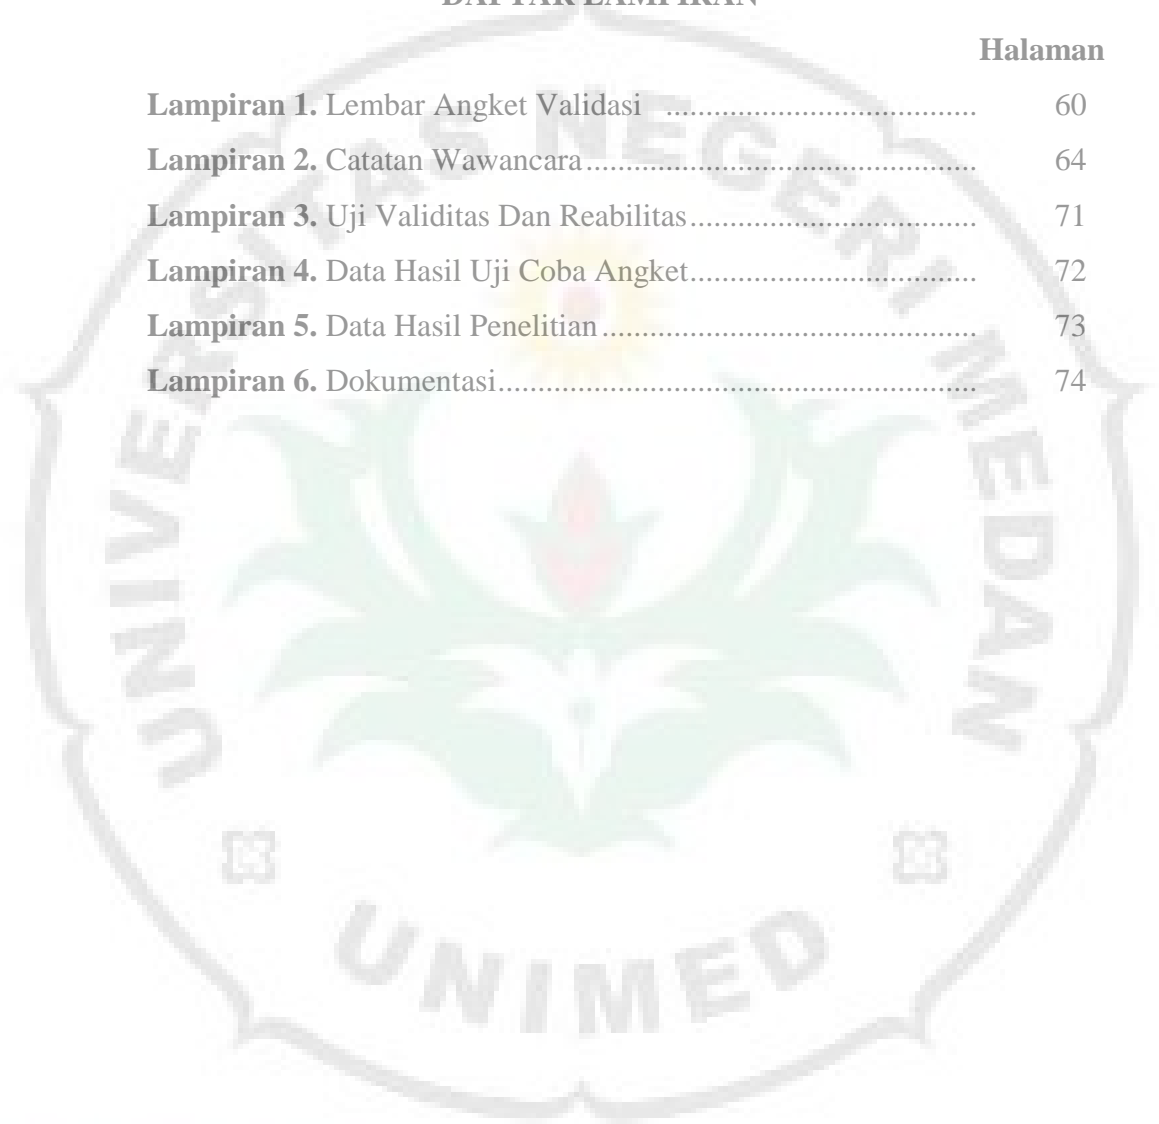 DAFTAR LAMPIRAN
Halaman
Lampiran 1. Lembar Angket Validasi ....................................... 60
Lampiran 2. Catatan Wawancara ................................................. 64
Lampiran 3. Uji Validitas Dan Reabilitas .................................... 71
Lampiran 4. Data Hasil Uji Coba Angket .................................... 72
Lampiran 5. Data Hasil Penelitian ............................................... 73
Lampiran 6. Dokumentasi ............................................................ 74
UNIVERSITAS NEGERI MEDAN
UNIMED